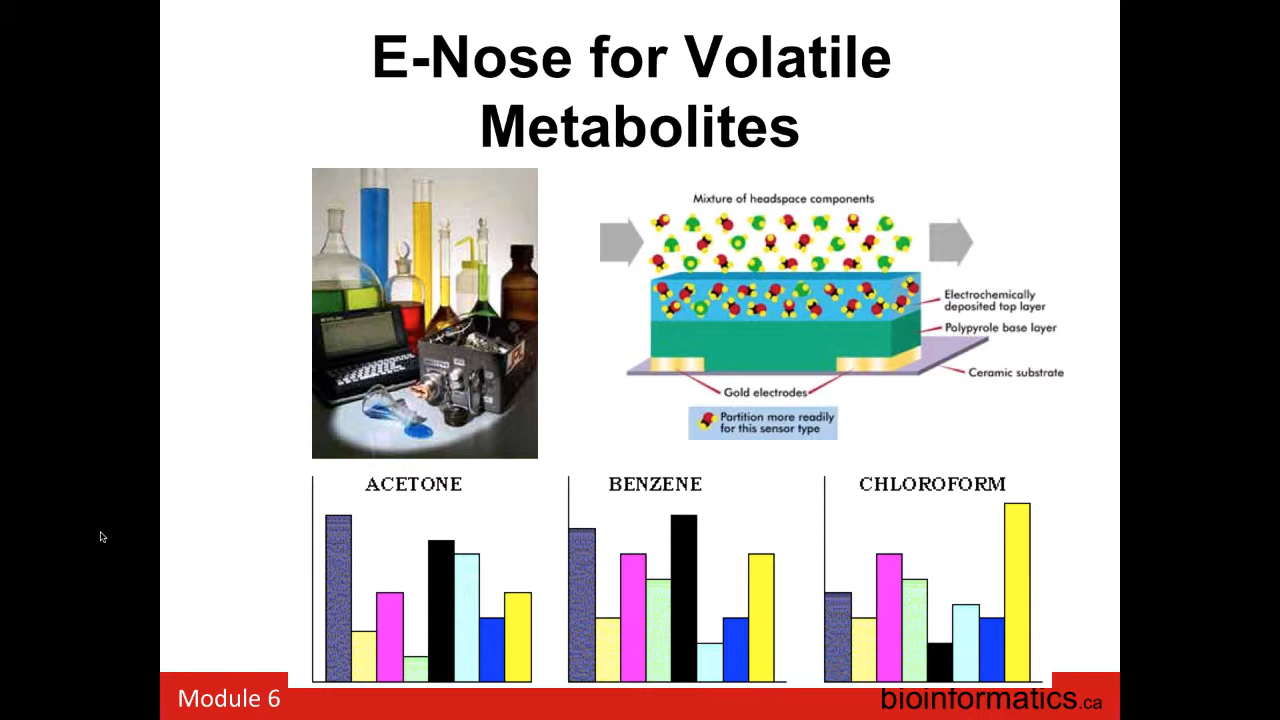 E-Nose for Volatile
Metabolites
Mixture of headspace components
Electrochemically
deposited top layer
Polypyrole base layer
Ceramic substrate
Gold electrodes
Partition more readily
for this sensor type
ACETONE
BENZENE
CHLOROFORM
Module 6
bioinformatics.ca